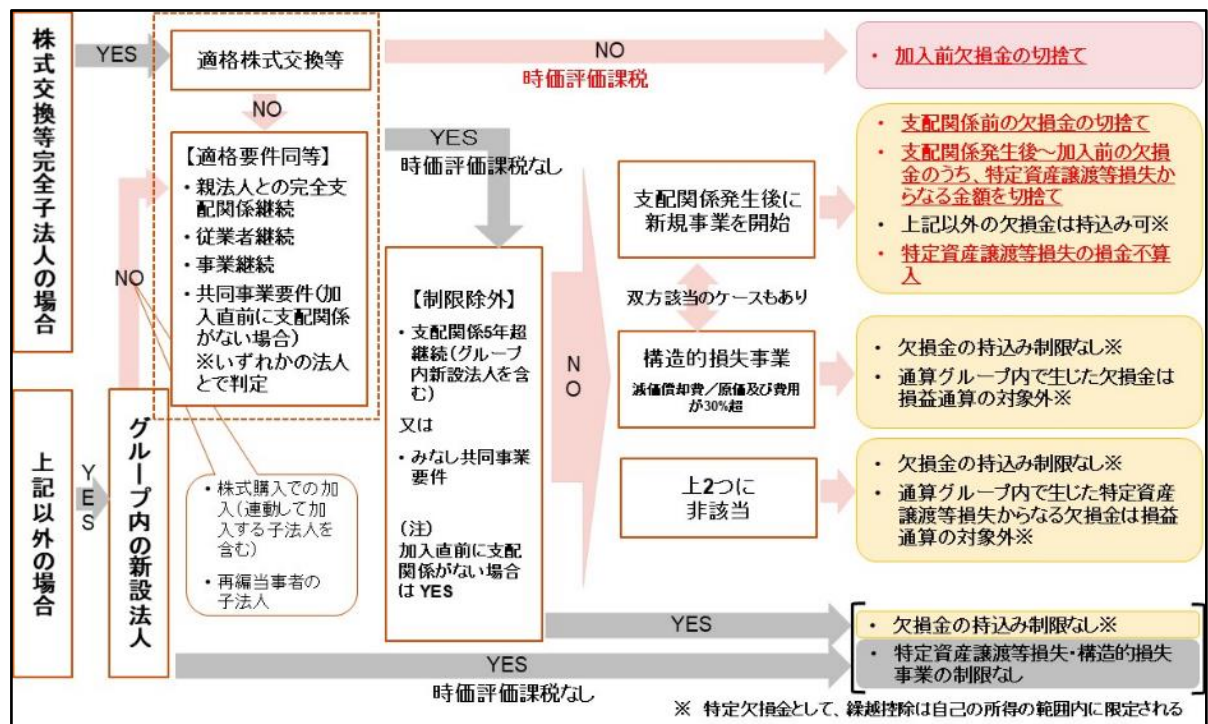 株式交換等完全子法人の場合
YES
適格株式交換等
NO
時価評価課税
・ 加入前欠損金の切捨て
NO
【適格要件同等】
・親法人との完全支
配関係継続
・従業者継続
・事業継続
・共同事業要件(加
入直前に支配関係
がない場合)
※いずれかの法人
とで判定
YES
時価評価課税なし
NO
【制限除外】
・支配関係5年超
継続(グループ
内新設法人を含
む)
又は
・みなし共同事業
要件
(注)
加入直前に支配
関係がない場合
は YES
NO
支配関係発生後に
新規事業を開始
・ 支配関係前の欠損金の切捨て
・ 支配関係発生後～加入前の欠損
金のうち、特定資産譲渡等損失か
らなる金額を切捨て
・ 上記以外の欠損金は持込み可※
・ 特定資産譲渡等損失の損金不算
入
双方該当のケースもあり
構造的損失事業
減価償却費／原価及び費用
が30%超
・ 欠損金の持込み制限なし※
・ 通算グループ内で生じた欠損金は
損益通算の対象外※
上2つに
非該当
・ 欠損金の持込み制限なし※
・ 通算グループ内で生じた特定資産
譲渡等損失からなる欠損金は損益
通算の対象外※
上記以外の場合
YES
グループ内の新設法人
・株式購入での加
入(連動して加
入する子法人を
含む)
・再編当事者の
子法人
YES
・ 欠損金の持込み制限なし※
YES
時価評価課税なし
・ 特定資産譲渡等損失・構造的損失
事業の制限なし
※ 特定欠損金として、繰越控除は自己の所得の範囲内に限定される